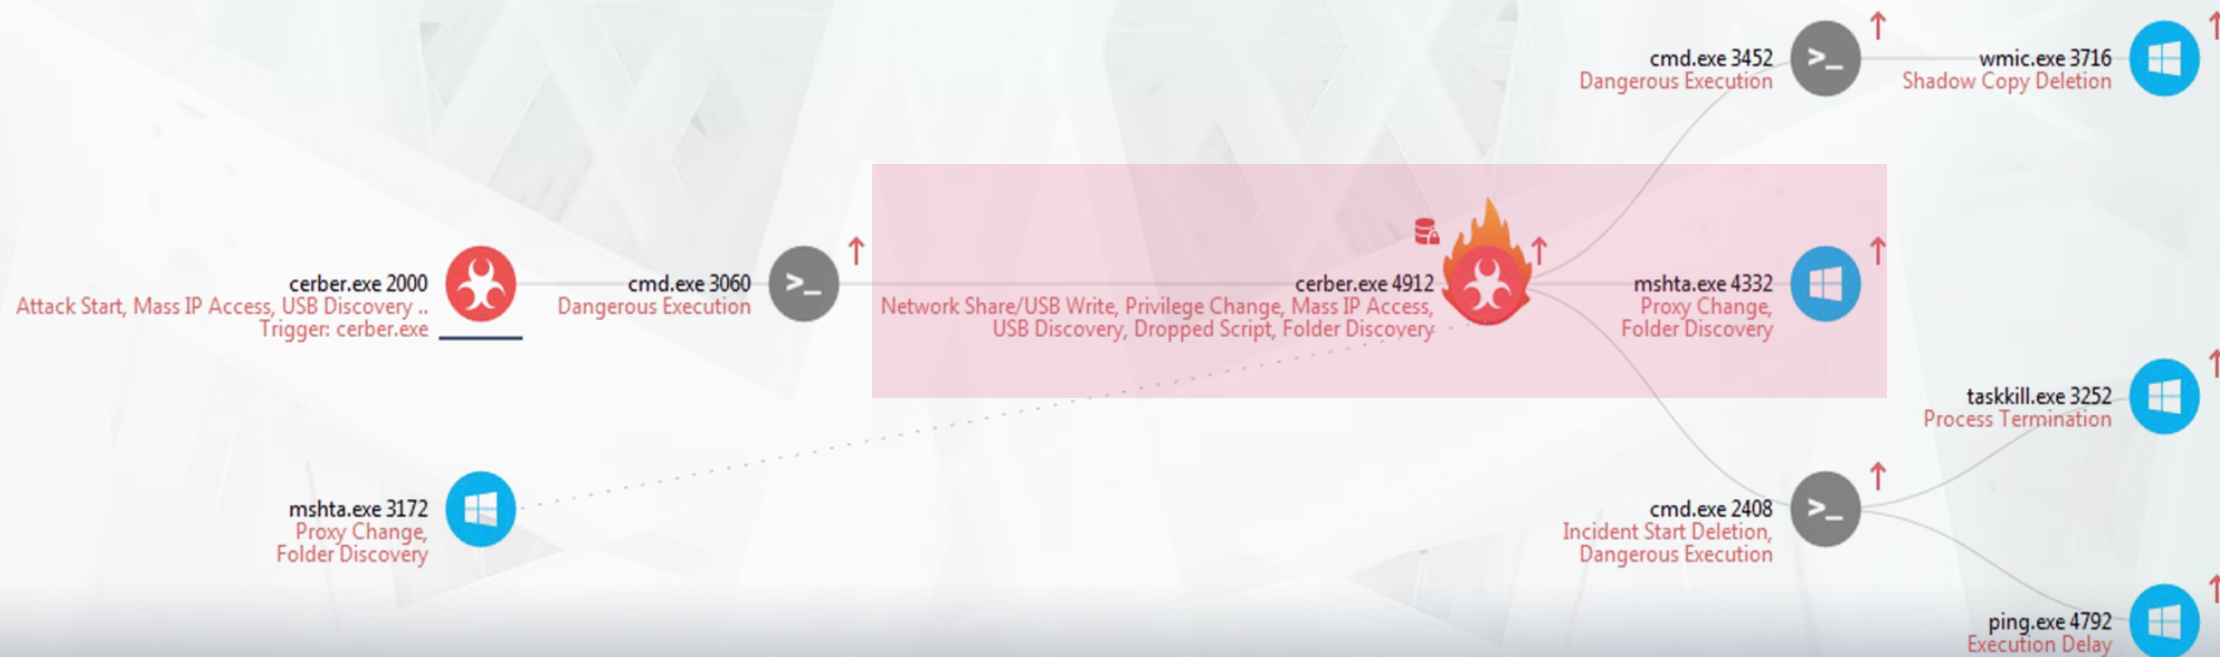 cmd.exe 3452
Dangerous Execution
wmic.exe 3716
Shadow Copy Deletion
cerber.exe 2000
Attack Start, Mass IP Access, USB Discovery ..
Trigger: cerber.exe
cmd.exe 3060
Dangerous Execution
cerber.exe 4912
Network Share/USB Write, Privilege Change, Mass IP Access,
USB Discovery, Dropped Script, Folder Discovery
mshta.exe 4332
Proxy Change,
Folder Discovery
taskkill.exe 3252
Process Termination
mshta.exe 3172
Proxy Change,
Folder Discovery
cmd.exe 2408
Incident Start Deletion,
Dangerous Execution
ping.exe 4792
Execution Delay